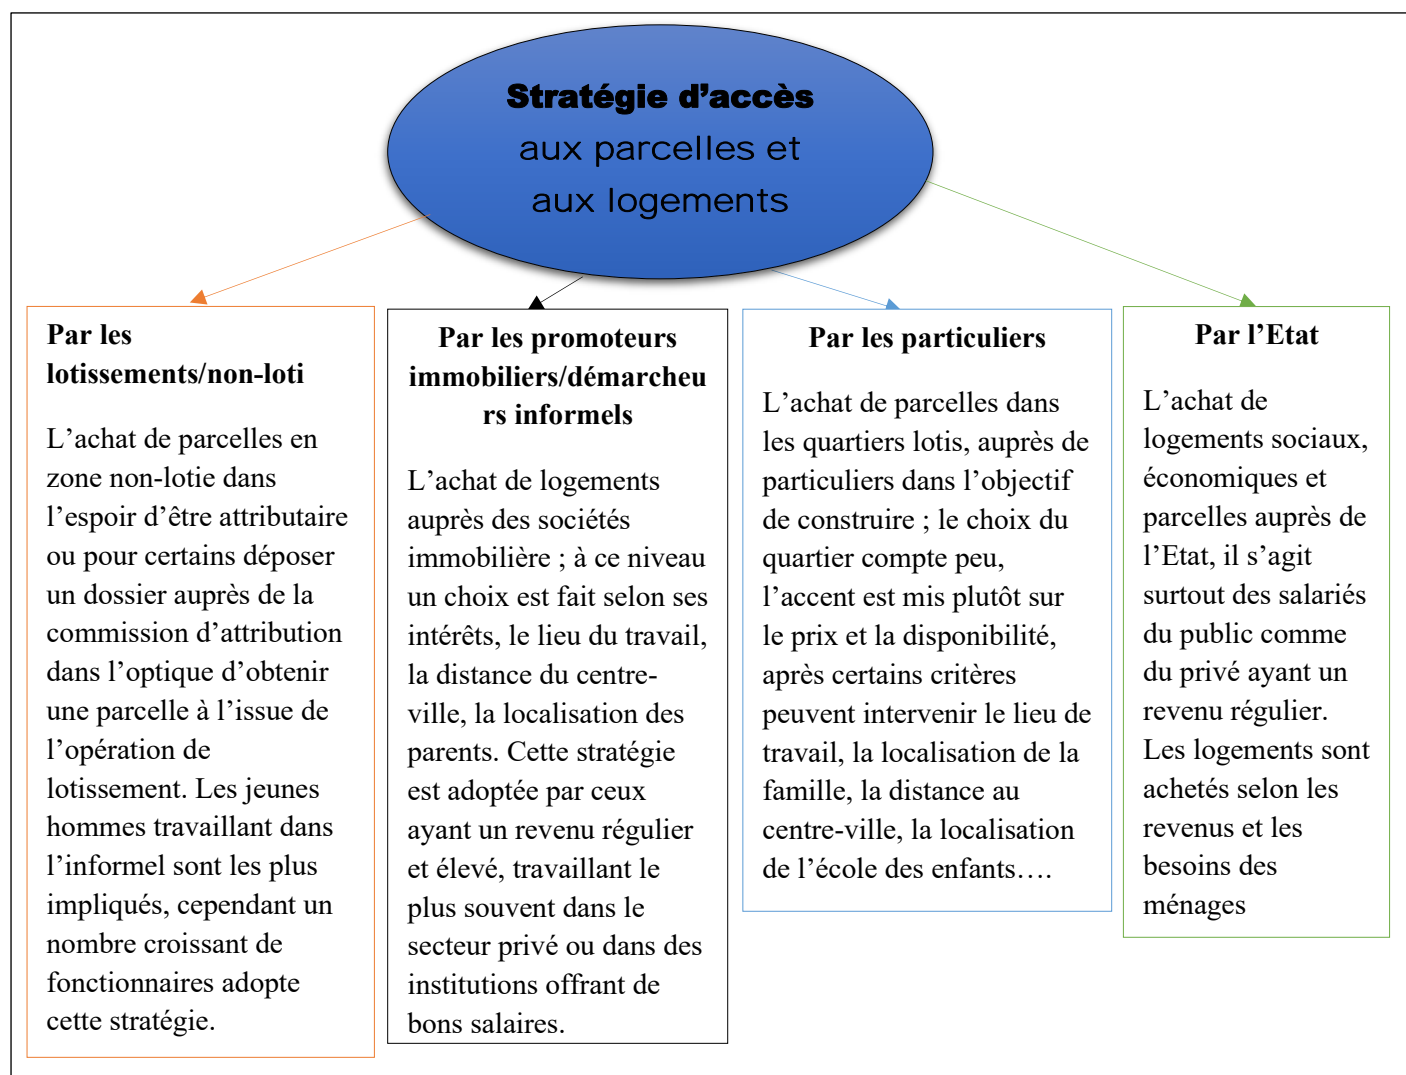 Stratégie d’accès
aux parcelles et
aux logements
Par les
lotissements/non-loti
L’achat de parcelles en
zone non-lotie dans
l’espoir d’être attributaire
ou pour certains déposer
un dossier auprès de la
commission d’attribution
dans l’optique d’obtenir
une parcelle à l’issue de
l’opération de
lotissement. Les jeunes
hommes travaillant dans
l’informel sont les plus
impliqués, cependant un
nombre croissant de
fonctionnaires adopte
cette stratégie.
Par les promoteurs
immobiliers/démarcheu
rs informels
L’achat de logements
auprès des sociétés
immobilière ; à ce niveau
un choix est fait selon ses
intérêts, le lieu du travail,
la distance du centre-
ville, la localisation des
parents. Cette stratégie
est adoptée par ceux
ayant un revenu régulier
et élevé, travaillant le
plus souvent dans le
secteur privé ou dans des
institutions offrant de
bons salaires.
Par les particuliers
L’achat de parcelles dans
les quartiers lotis, auprès de
particuliers dans l’objectif
de construire ; le choix du
quartier compte peu,
l’accent est mis plutôt sur
le prix et la disponibilité,
après certains critères
peuvent intervenir le lieu de
travail, la localisation de la
famille, la distance au
centre-ville, la localisation
de l’école des enfants….
Par l’Etat
L’achat de
logements sociaux,
économiques et
parcelles auprès de
l’Etat, il s’agit
surtout des salariés
du public comme
du privé ayant un
revenu régulier.
Les logements sont
achetés selon les
revenus et les
besoins des
ménages